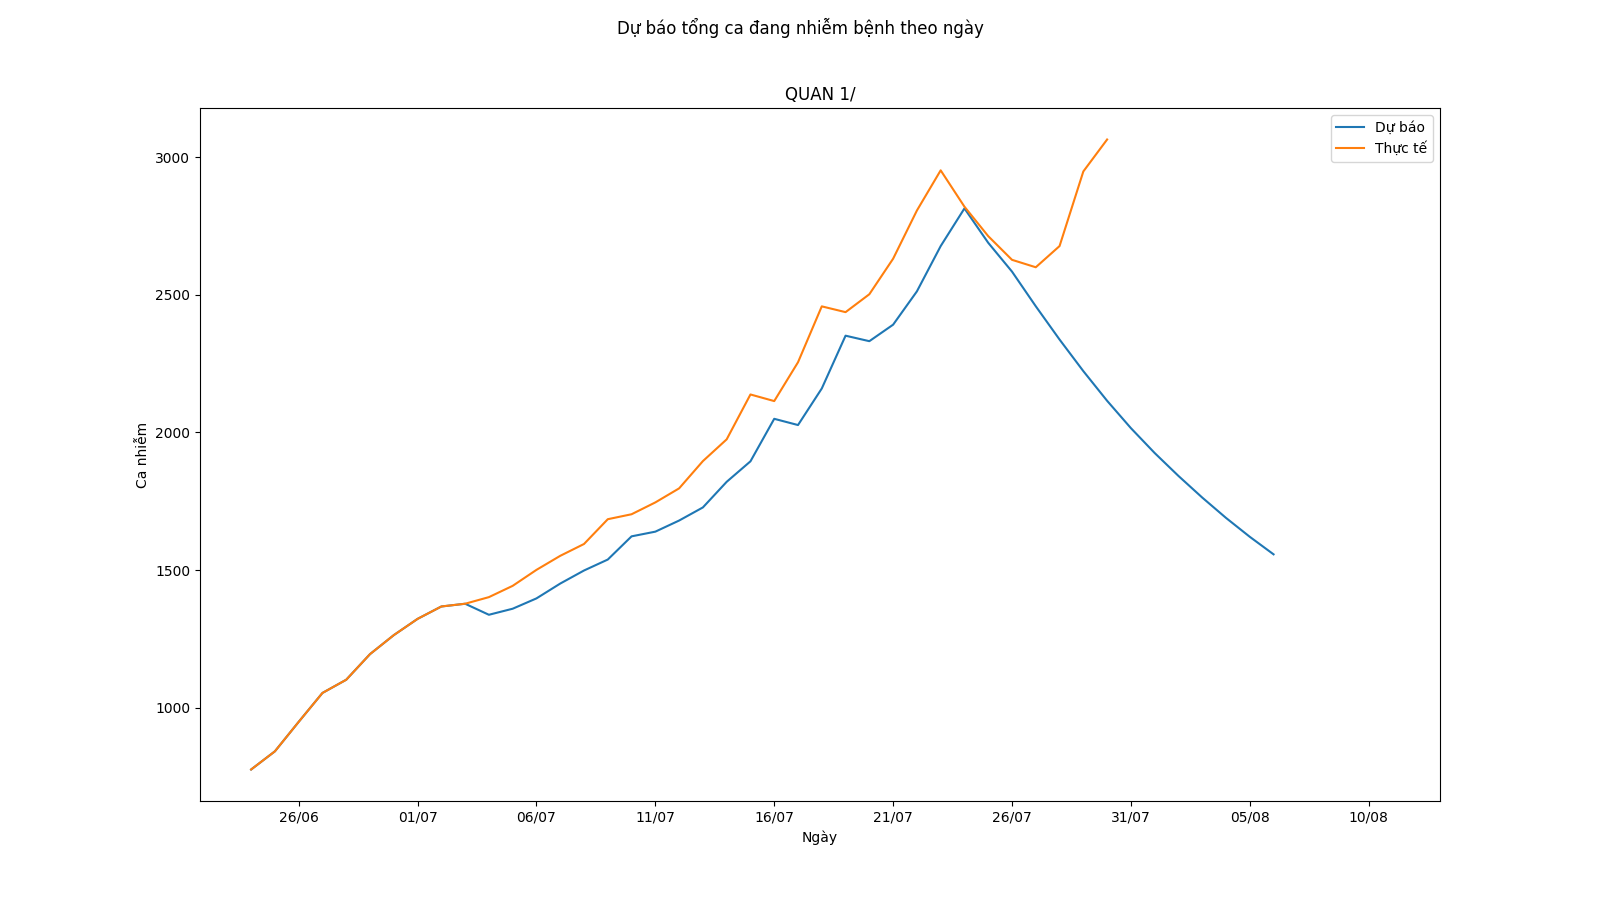 Dự báo tổng ca đang nhiễm bệnh theo ngày
QUAN 1/
Dự báo
Thực tế
3000
2500
2000
1500
1000
Ca nhiễm
26/06
01/07
06/07
11/07
16/07
21/07
26/07
31/07
05/08
10/08
Ngày